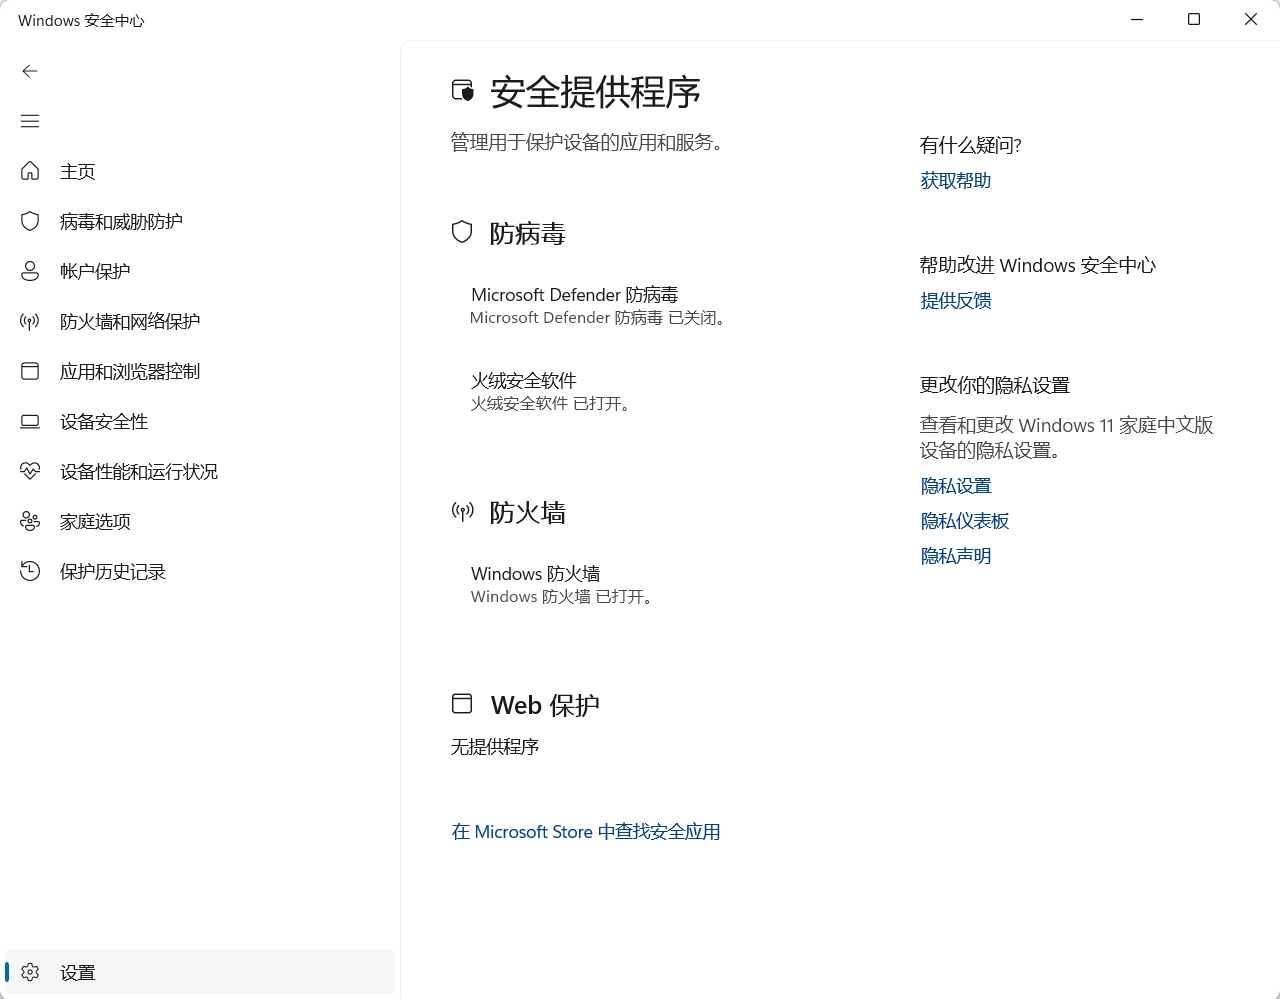 Windows 安全中心
主页
病毒和威胁防护
帐户保护
防火墙和网络保护
应用和浏览器控制
设备安全性
设备性能和运行状况
家庭选项
保护历史记录
设置
安全提供程序
管理用于保护设备的应用和服务。
防病毒
Microsoft Defender 防病毒
Microsoft Defender 防病毒 已关闭。
火绒安全软件
火绒安全软件 已打开。
防火墙
Windows 防火墙
Windows 防火墙 已打开。
Web 保护
无提供程序
在 Microsoft Store 中查找安全应用
有什么疑问?
获取帮助
帮助改进 Windows 安全中心
提供反馈
更改你的隐私设置
查看和更改 Windows 11 家庭中文版
设备的隐私设置。
隐私设置
隐私仪表板
隐私声明